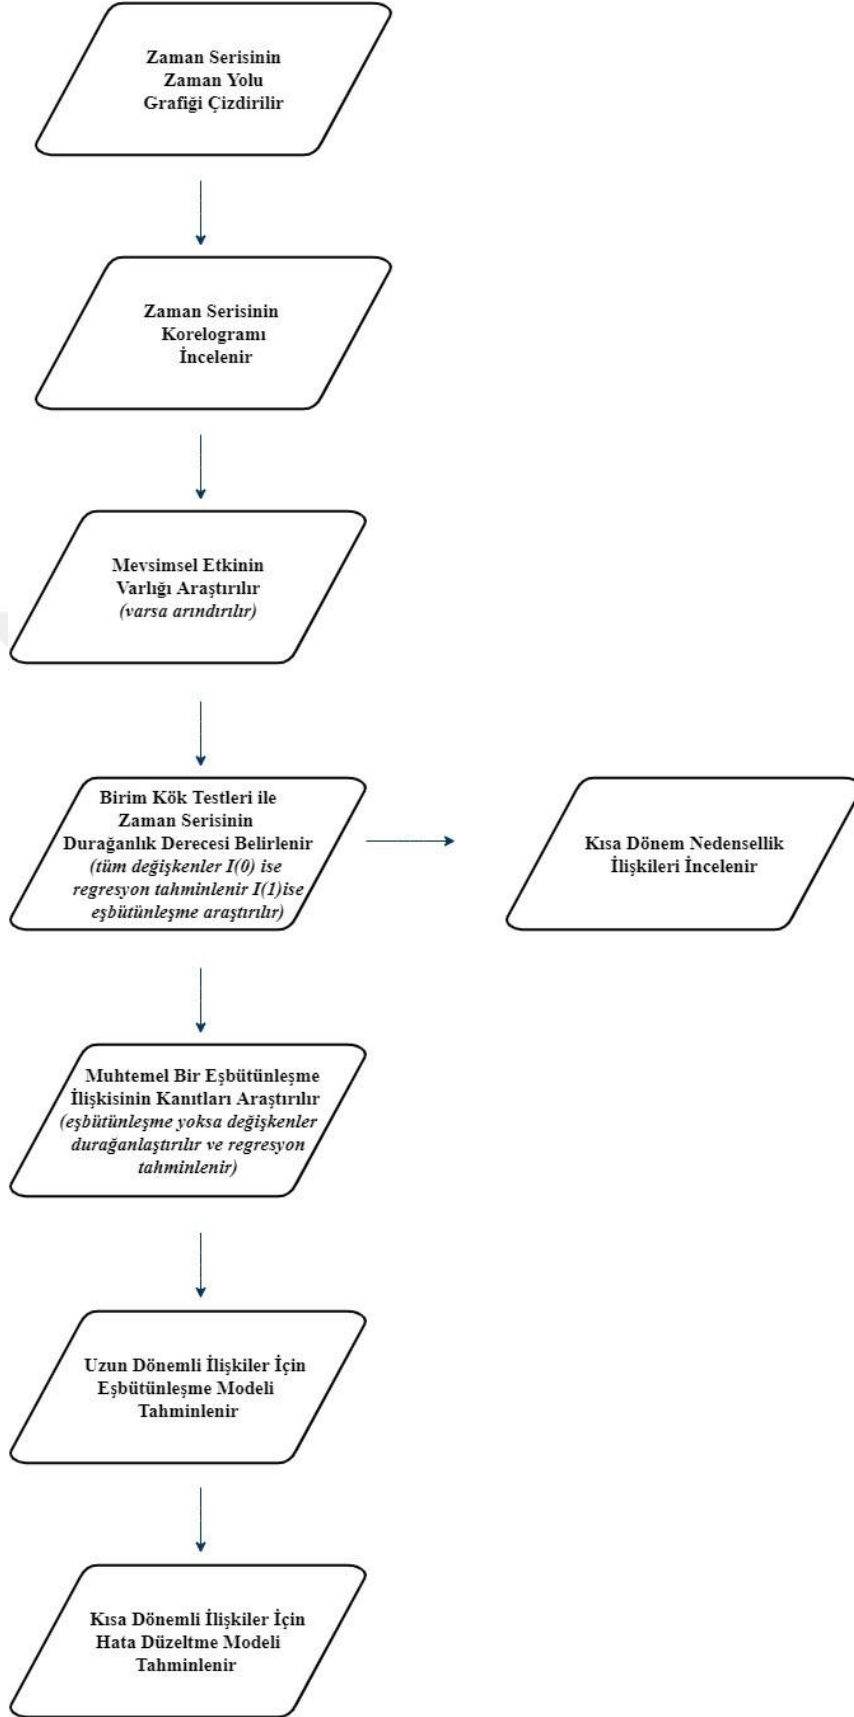 Zaman Serisinin
Zaman Yolu
Grafiği Çizdirilir
Zaman Serisinin
Korelogramı
İncelenir
Mevsimsel Etkinin
Varlığı Araştırılır
(varsa arındırılır)
Birim Kök Testleri ile
Zaman Serisinin
Durağanlık Derecesi Belirlenir
(tüm değişkenler I(0) ise
regresyon tahminlenir I(1)ise
eşbütünleşme araştırılır)
Kısa Dönem Nedensellik
İlişkileri İncelenir
Muhtemel Bir Eşbütünleşme
İlişkisinin Kanıtları Araştırılır
(eşbütünleşme yoksa değişkenler
durağanlaştırılır ve regresyon
tahminlenir)
Uzun Dönemli İlişkiler İçin
Eşbütünleşme Modeli
Tahminlenir
Kısa Dönemli İlişkiler İçin
Hata Düzeltme Modeli
Tahminlenir